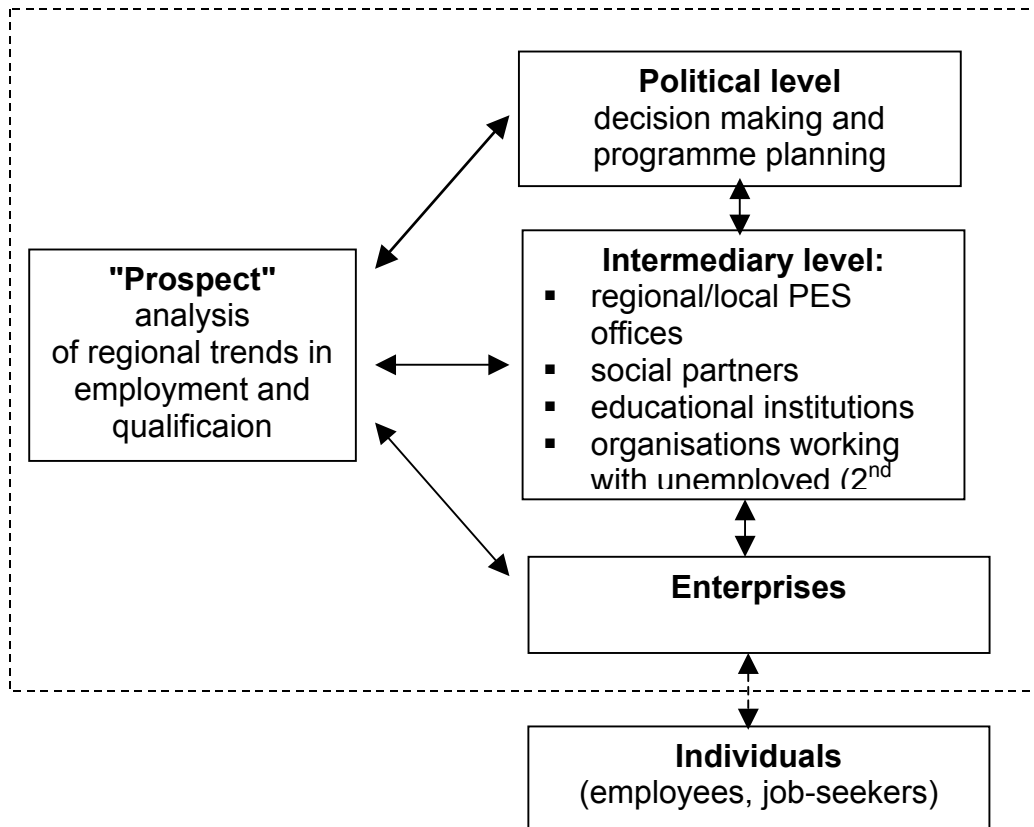 Political level
decision making and
programme planning
"Prospect"
analysis
of regional trends in
employment and
qualificaion
Intermediary level:
▪ regional/local PES
offices
▪ social partners
▪ educational institutions
▪ organisations working
with unemployed (2nd
Enterprises
Individuals
(employees, job-seekers)